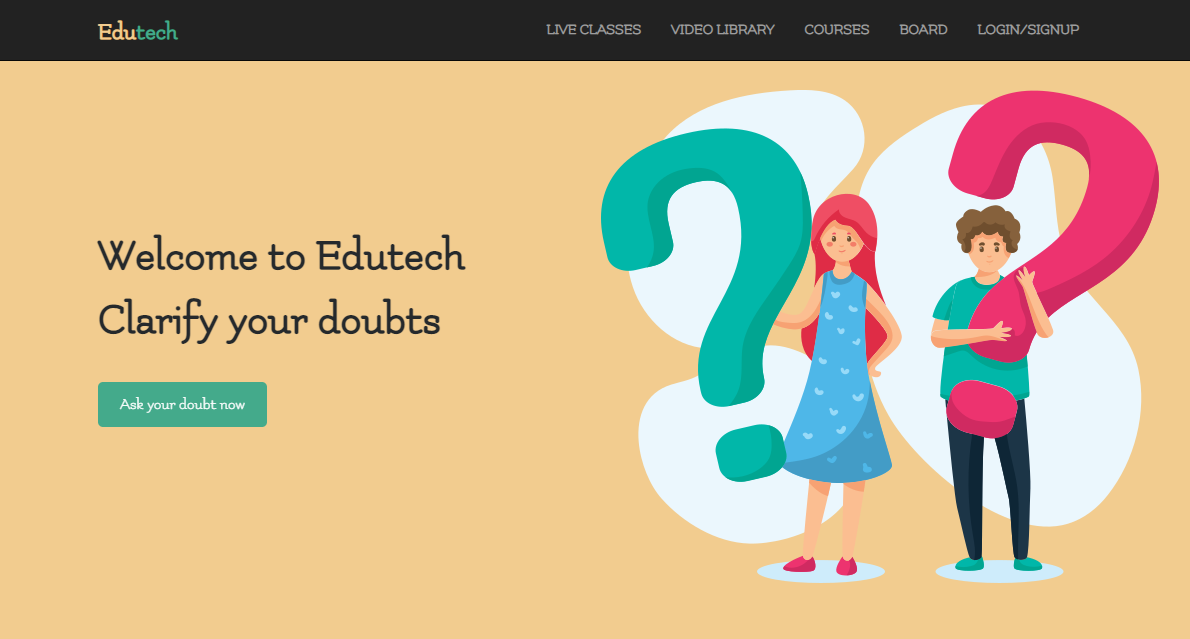 Edutech
LIVE CLASSES
VIDEO LIBRARY
COURSES
BOARD
LOGIN/SIGNUP
Welcome to Edutech
Clarify your doubts
Ask your doubt now
? ?